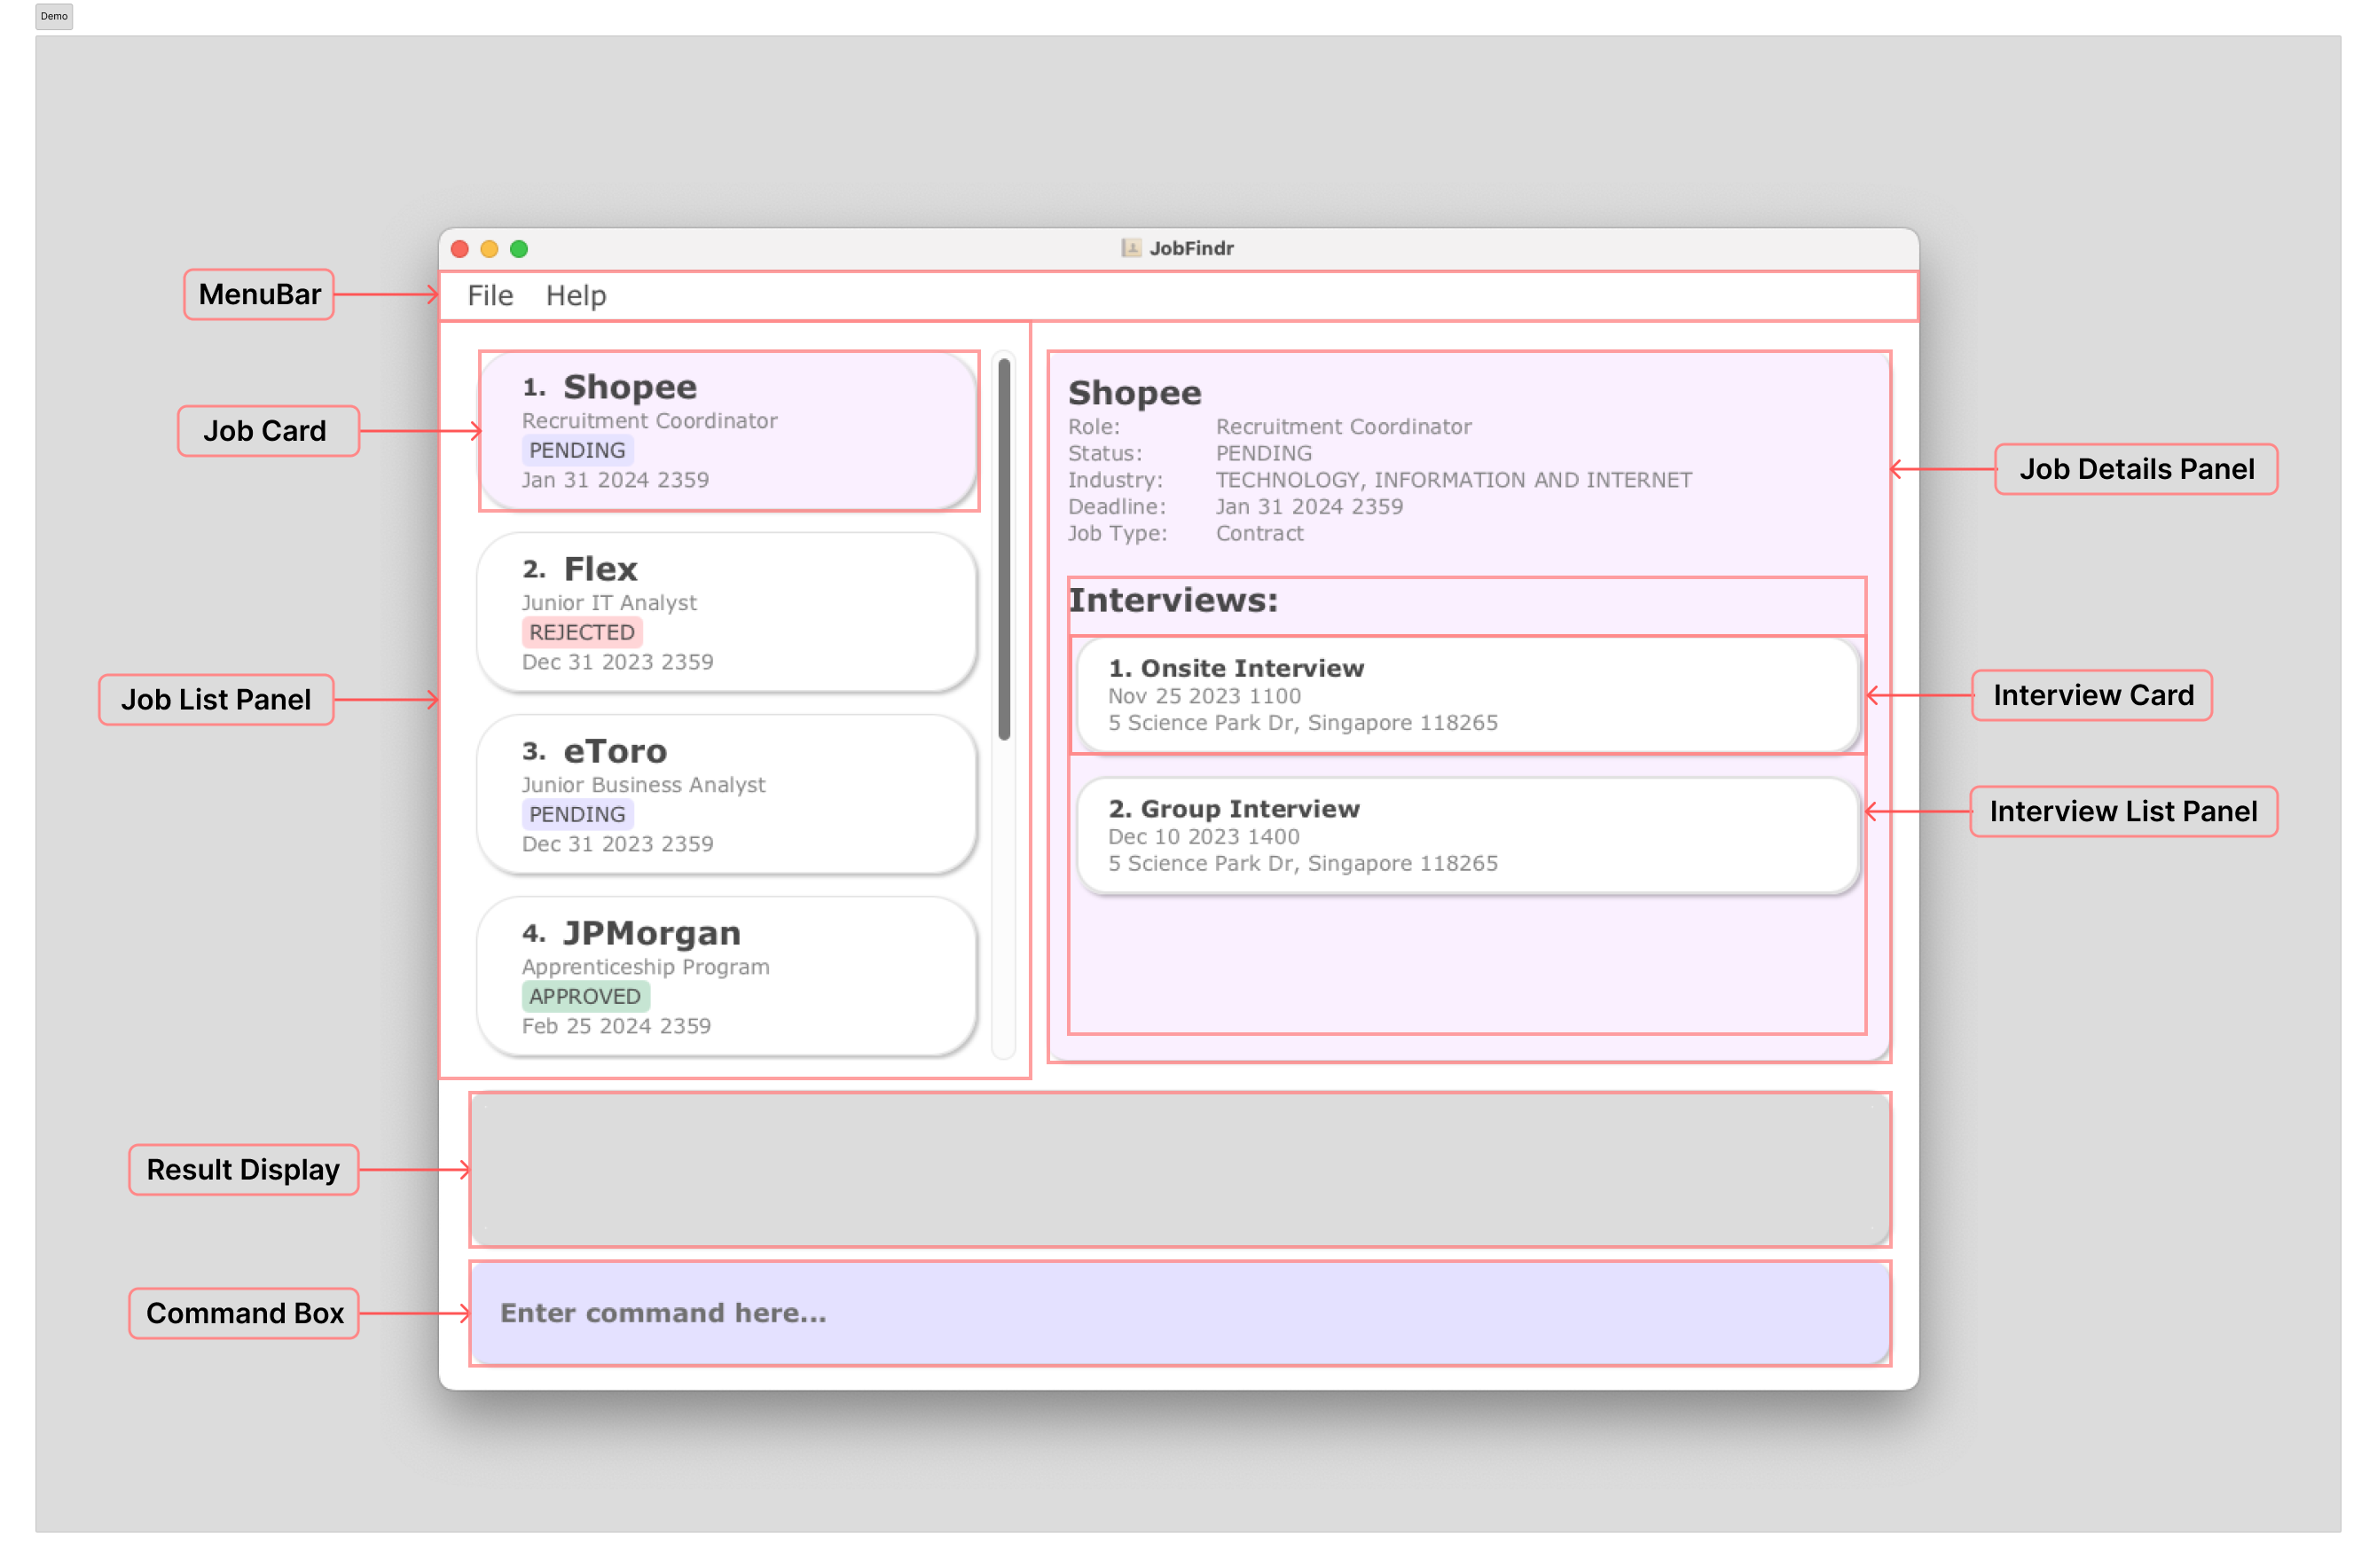 Demo
JobFindr
MenuBar
File Help
Job Card
1. Shopee
Recruitment Coordinator
PENDING
Jan 31 2024 2359
Job List Panel
2. Flex
Junior IT Analyst
REJECTED
Dec 31 2023 2359
3. eToro
Junior Business Analyst
PENDING
Dec 31 2023 2359
4. JPMorgan
Apprenticeship Program
APPROVED
Feb 25 2024 2359
Shopee
Role: Recruitment Coordinator
Status: PENDING
Industry: TECHNOLOGY, INFORMATION AND INTERNET
Deadline: Jan 31 2024 2359
Job Type: Contract
Job Details Panel
Interviews:
1. Onsite Interview
Nov 25 2023 1100
5 Science Park Dr, Singapore 118265
Interview Card
2. Group Interview
Dec 10 2023 1400
5 Science Park Dr, Singapore 118265
Interview List Panel
Result Display
Command Box
Enter command here...